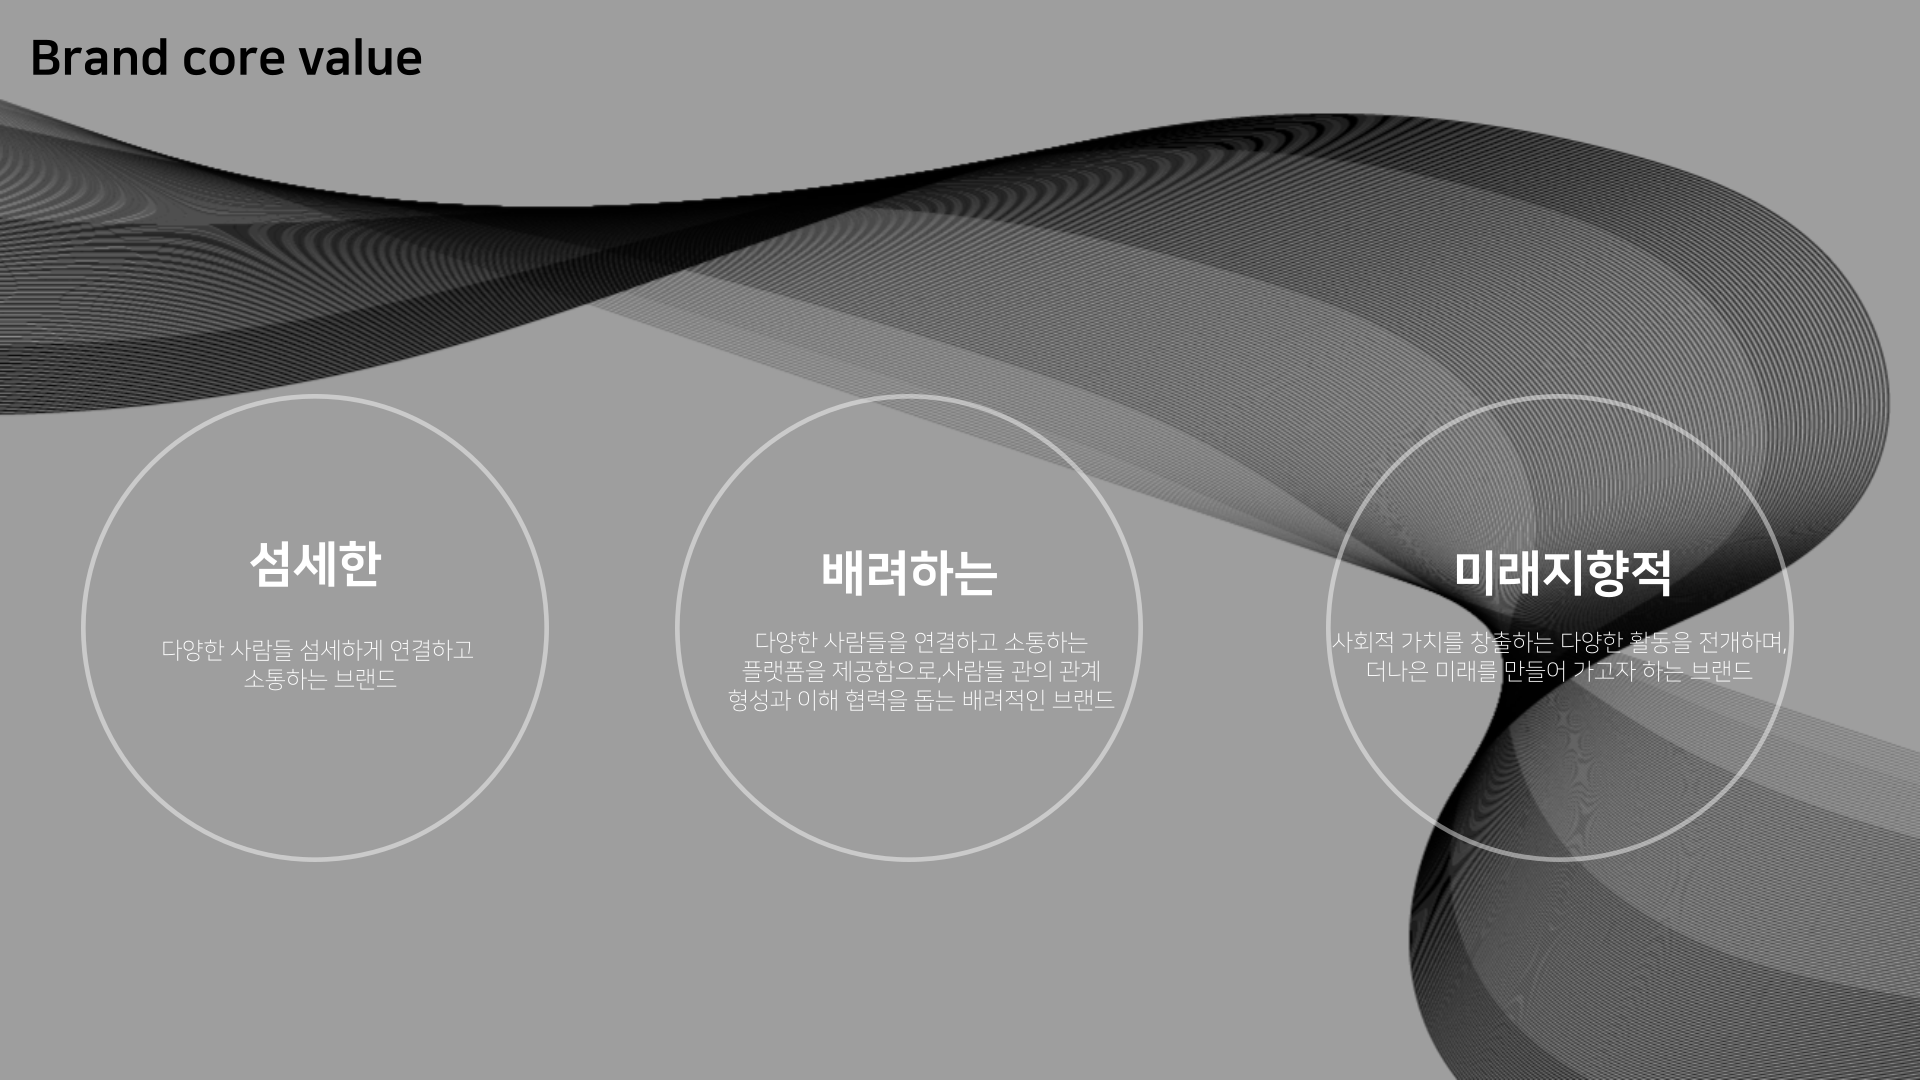 Brand core value
섬세한
다양한 사람들 섬세하게 연결하고
소통하는 브랜드
배려하는
다양한 사람들을 연결하고 소통하는
플랫폼을 제공함으로,사람들 관의 관계
형성과 이해 협력을 돕는 배려적인 브랜드
미래지향적
사회적 가치를 창출하는 다양한 활동을 전개하며,
더나은 미래를 만들어 가고자 하는 브랜드